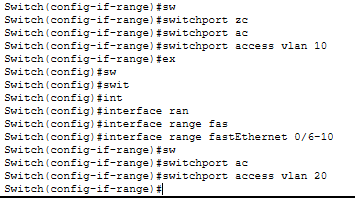 Switch(config-if-range)#sw
Switch(config-if-range)#switchport zc
Switch(config-if-range)#switchport ac
Switch(config-if-range)#switchport access vlan 10
Switch(config-if-range)#ex
Switch(config)#sw
Switch(config)#swit
Switch(config)#int
Switch(config)#interface ran
Switch(config)#interface range fas
Switch(config)#interface range fastEthernet 0/6-10
Switch(config-if-range)#sw
Switch(config-if-range)#switchport ac
Switch(config-if-range)#switchport access vlan 20
Switch(config-if-range)#